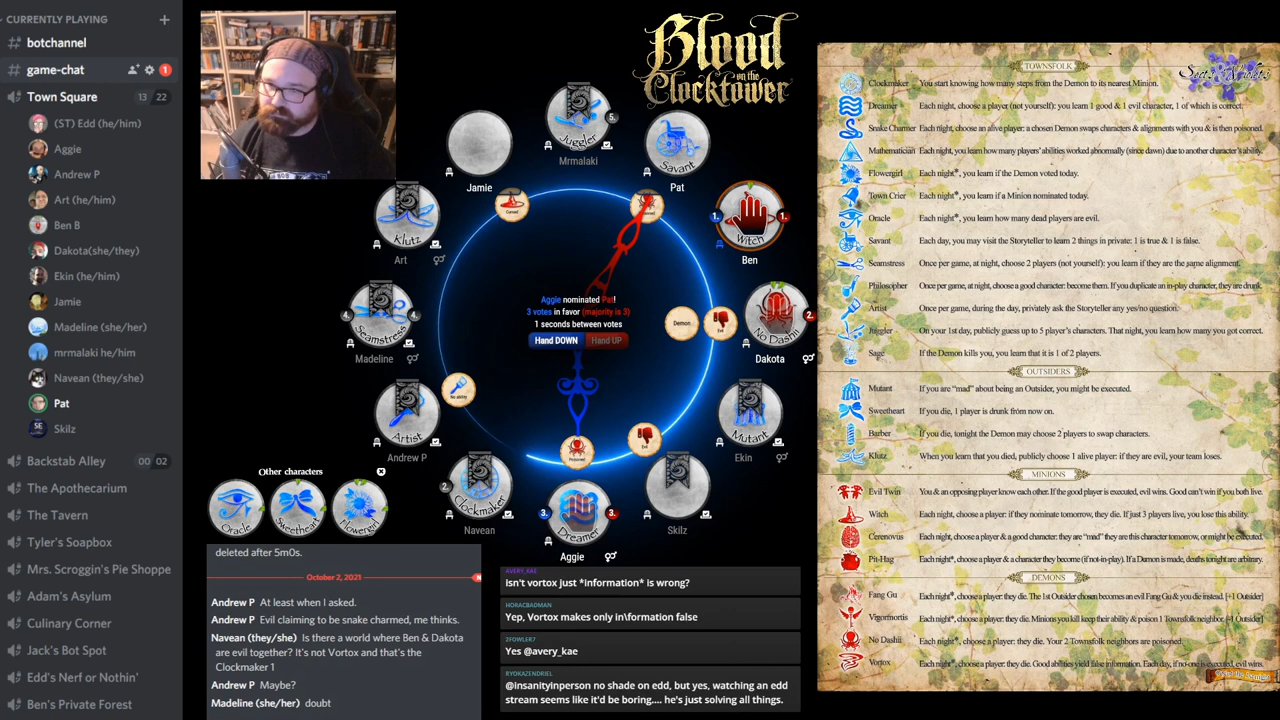 CURRENTLY PLAYING
botchannel
game-chat
1
Town Square
13 / 22
(ST) Edd (he/him)
Aggie
Andrew P
Art (he/him)
Ben B
Dakota(she/they)
Ekin (he/him)
Jamie
Madeline (she/her)
mrmalaki he/him
Navean (they/she)
Pat
Skilz
Backstab Alley
00 / 02
The Apothecarium
The Tavern
Tyler's Soapbox
Mrs. Scroggin's Pie Shoppe
Adam's Asylum
Culinary Corner
Jack's Bot Spot
Edd's Nerf or Nothin'
Ben's Private Forest
Blood
on the
Clocktower
Juggler
5.
Mrmalaki
Savant
Pat
1.
Witch
1.
Ben
No Dashii
2.
Dakota
Mutant
Ekin
Skilz
3.
Dreamer
3.
Aggie
2.
Clockmaker
Navean
Artist
Andrew P
4.
Seamstress
4.
Madeline
Klutz
Art
Jamie
Cursed
Demon
Evil
Evil
Poisoned
No ability
Aggie nominated Pat!
3 votes in favor (majority is 3)
1 seconds between votes
Hand DOWN
Hand UP
Other characters
Oracle
Sweetheart
Flowergirl
deleted after 5m0s.
October 2, 2021
Andrew P At least when I asked.
Andrew P Evil claiming to be snake charmed, me thinks.
Navean (they/she) Is there a world where Ben & Dakota
are evil together? It's not Vortox and that's the
Clockmaker 1
Andrew P Maybe?
Madeline (she/her) doubt
AVERY_KAE
Isn't vortox just *information* is wrong?
HORACBADMAN
Yep, Vortox makes only in\formation false
2FOWLER7
Yes @avery_kae
RYOKAZENDRIEL
@insanityinperson no shade on edd, but yes, watching an edd
stream seems like it'd be boring.... he's just solving all things.
TOWNSFOLK
Clockmaker You start knowing how many steps from the Demon to its nearest Minion.
Dreamer Each night, choose a player (not yourself): you learn 1 good & 1 evil character, 1 of which is correct.
Snake Charmer Each night, choose an alive player: a chosen Demon swaps characters & alignments with you & is then poisoned.
Mathematician Each night, you learn how many players' abilities worked abnormally (since dawn) due to another character's ability.
Flowergirl Each night*, you learn if the Demon voted today.
Town Crier Each night*, you learn if a Minion nominated today.
Oracle Each night*, you learn how many dead players are evil.
Savant Each day, you may visit the Storyteller to learn 2 things in private: 1 is true & 1 is false.
Seamstress Once per game, at night, choose 2 players (not yourself): you learn if they are the same alignment.
Philosopher Once per game, at night, choose a good character: become them. If you duplicate an in-play character, they are drunk.
Artist Once per game, during the day, privately ask the Storyteller any yes/no question.
Juggler On your 1st day, publicly guess up to 5 player's characters. That night, you learn how many you got correct.
Sage If the Demon kills you, you learn that it is 1 of 2 players.
OUTSIDERS
Mutant If you are "mad" about being an Outsider, you might be executed.
Sweetheart If you die, 1 player is drunk from now on.
Barber If you die, tonight the Demon may choose 2 players to swap characters.
Klutz When you learn that you died, publicly choose 1 alive player: if they are evil, your team loses.
MINIONS
Evil Twin You & an opposing player know each other. If the good player is executed, evil wins. Good can't win if you both live.
Witch Each night, choose a player: if they nominate tomorrow, they die. If just 3 players live, you lose this ability.
Cerenovus Each night, choose a player & a good character: they are "mad" they are this character tomorrow, or might be executed.
Pit-Hag Each night*, choose a player & a character they become (if not-in-play). If a Demon is made, deaths tonight are arbitrary.
DEMONS
Fang Gu Each night*, choose a player: they die. The 1st Outsider chosen becomes an evil Fang Gu & you die instead. [+1 Outsider]
Vigormortis Each night*, choose a player: they die. Minions you kill keep their ability & poison 1 Townsfolk neighbor. [-1 Outsider]
No Dashii Each night*, choose a player: they die. Your 2 Townsfolk neighbors are poisoned.
Vortox Each night*, choose a player: they die. Good abilities yield false information. Each day, if no-one is executed, evil wins.